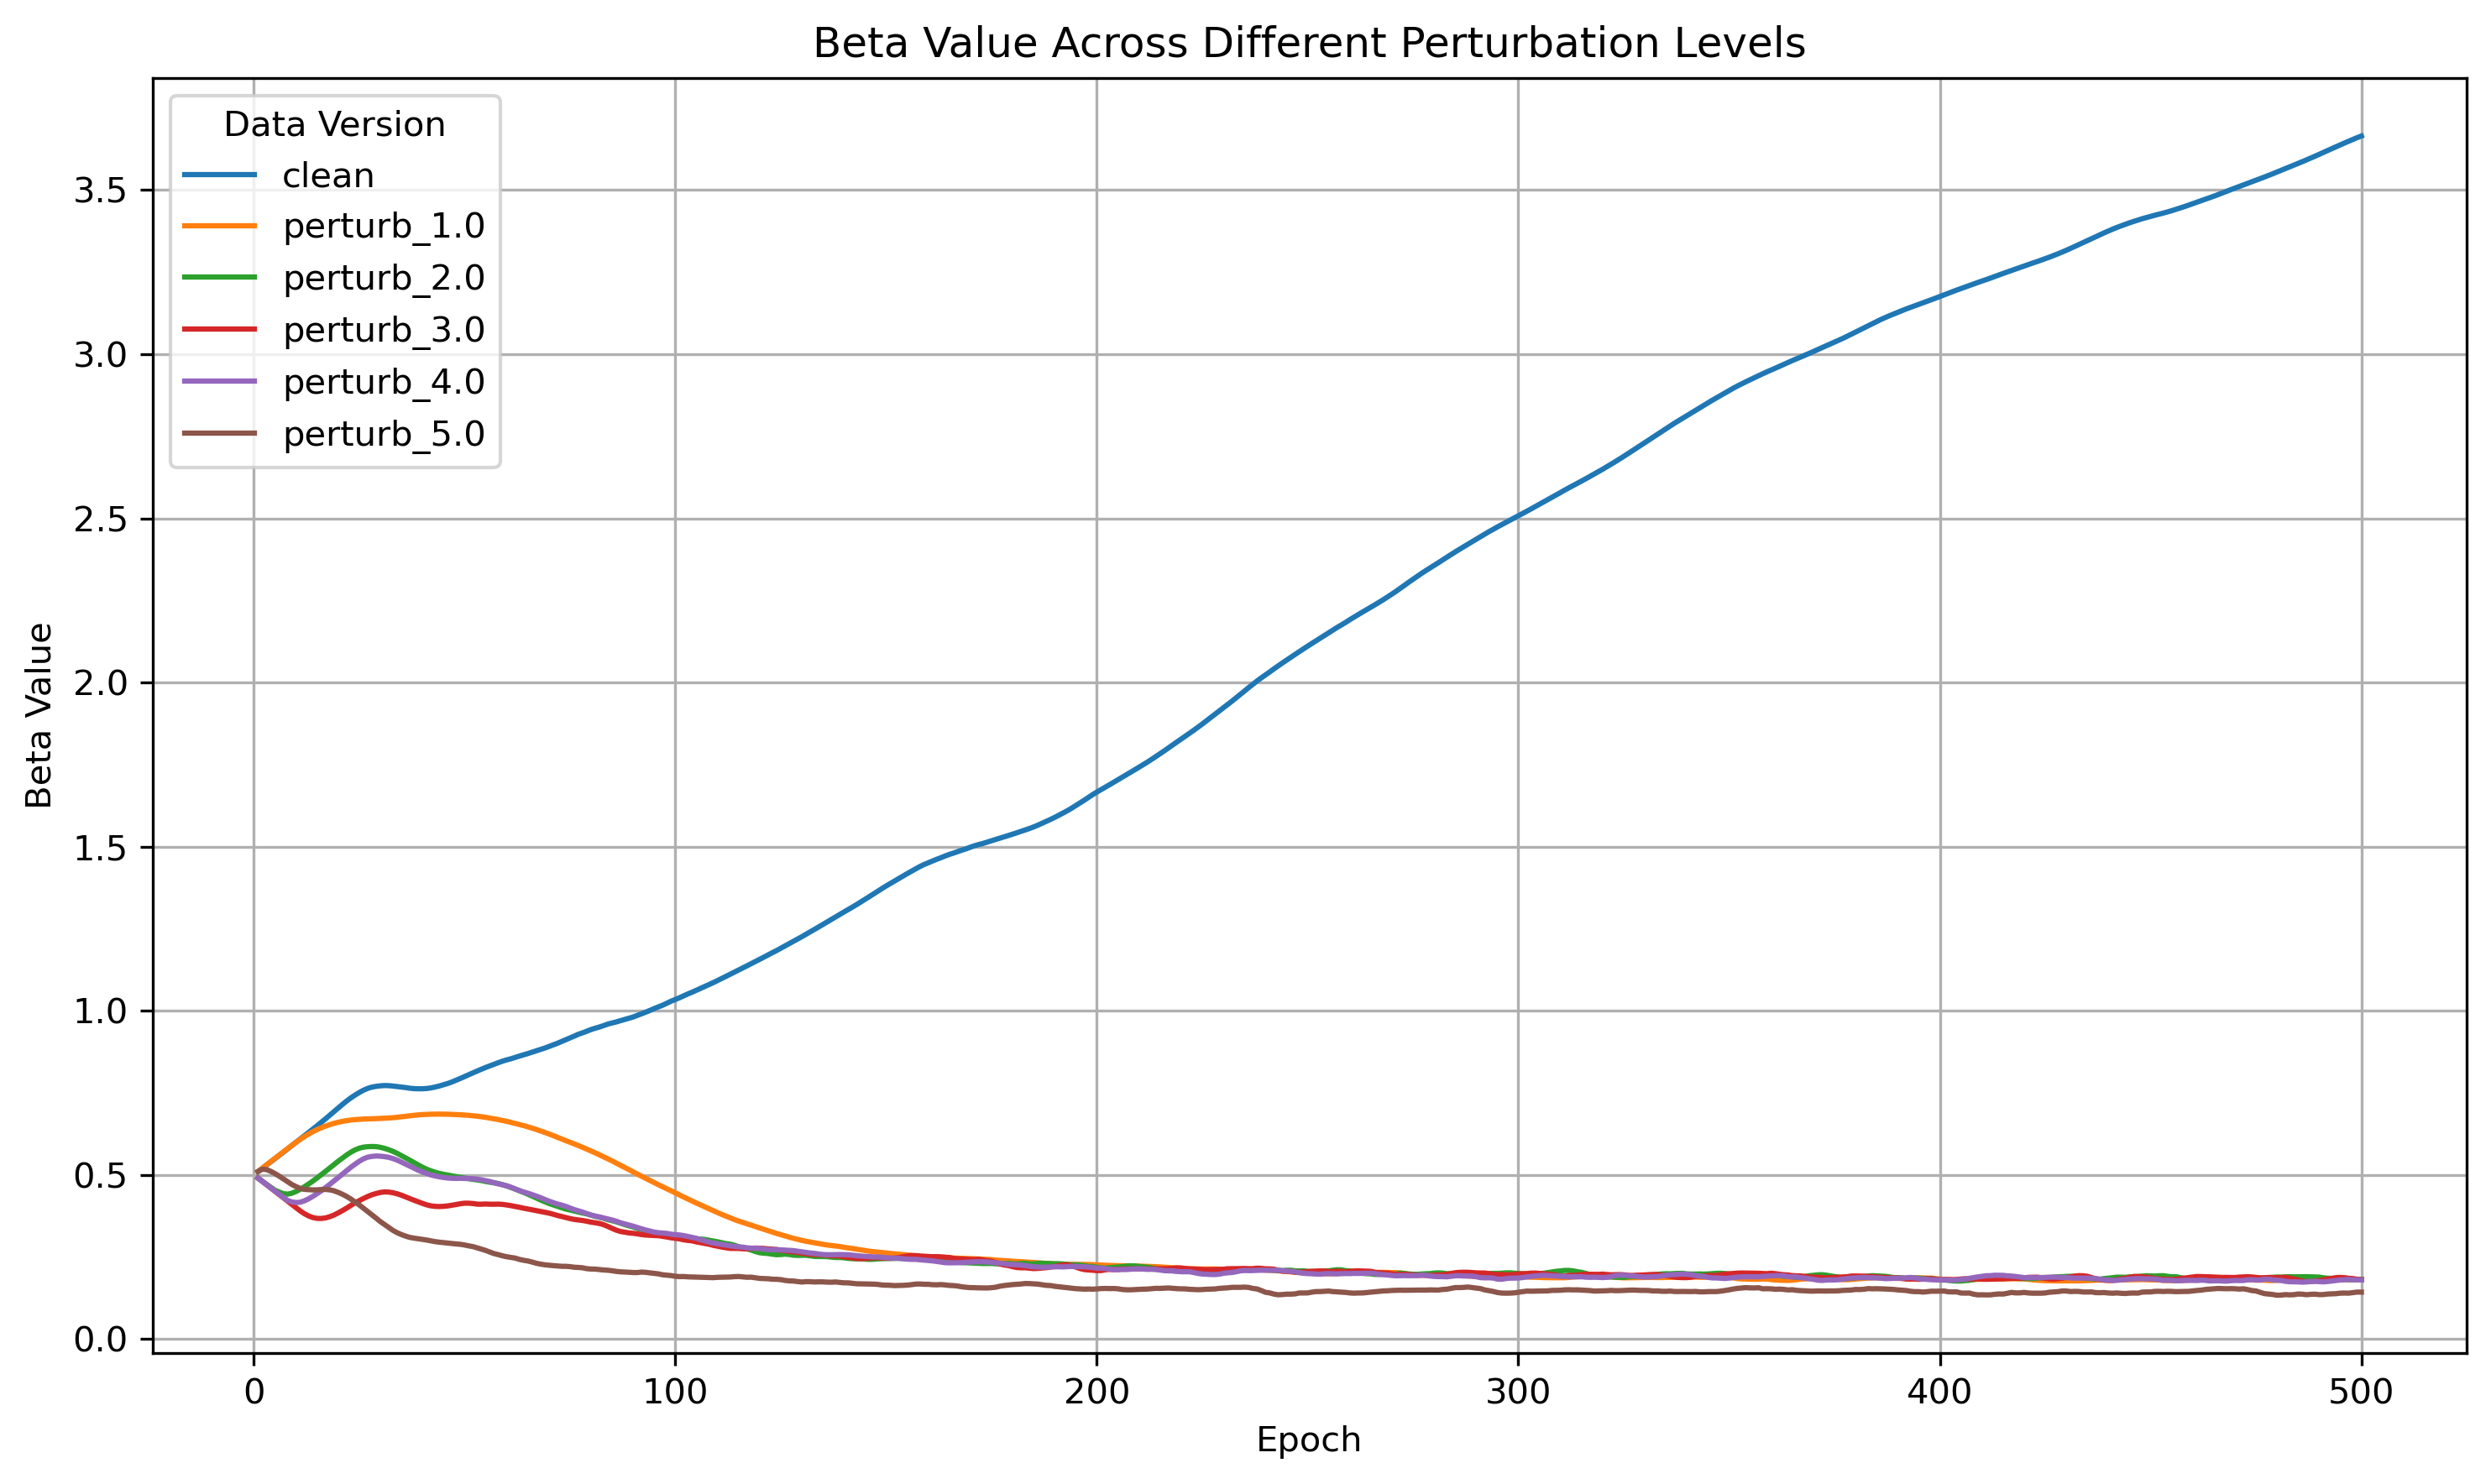 Beta Value Across Different Perturbation Levels
Data Version
clean
perturb_1.0
perturb_2.0
perturb_3.0
perturb_4.0
perturb_5.0
Beta Value
3.5
3.0
2.5
2.0
1.5
1.0
0.5
0.0
0 100 200 300 400 500
Epoch